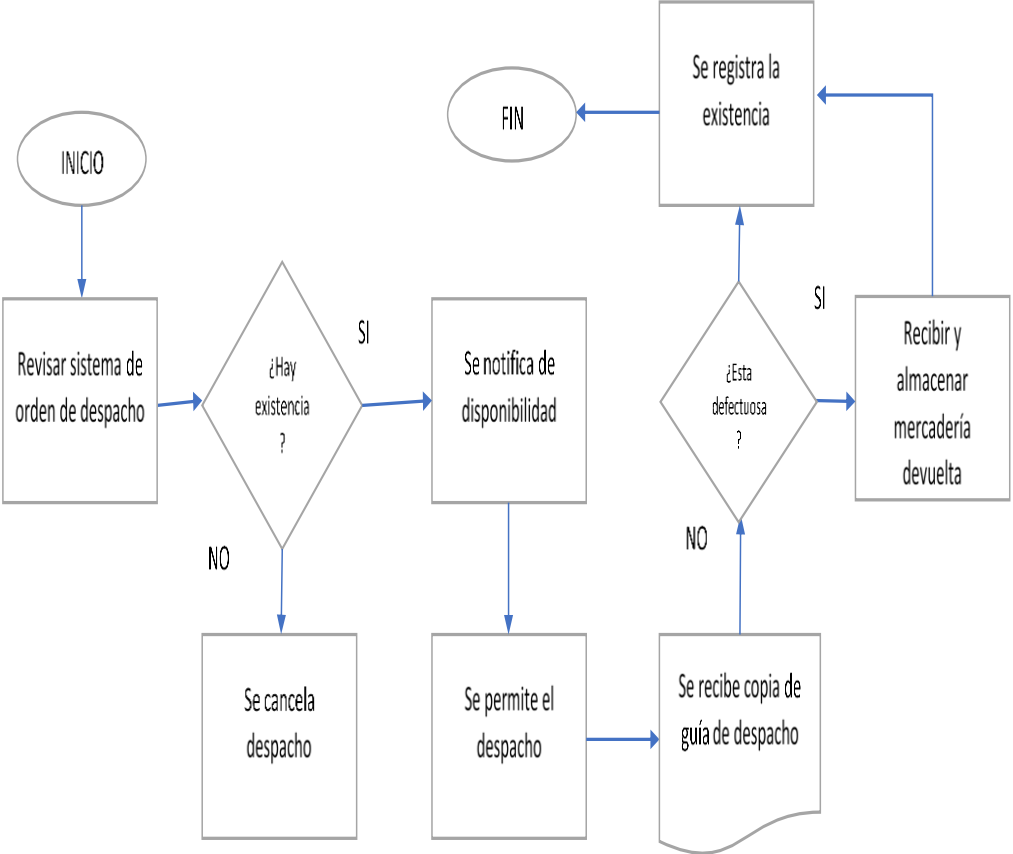 INICIO
Revisar sistema de
orden de despacho
¿Hay
existencia
?
SI
NO
Se cancela
despacho
Se notifica de
disponibilidad
Se permite el
despacho
Se recibe copia de
guía de despacho
¿Esta
defectuosa
?
NO
SI
Recibir y
almacenar
mercadería
devuelta
Se registra la
existencia
FIN